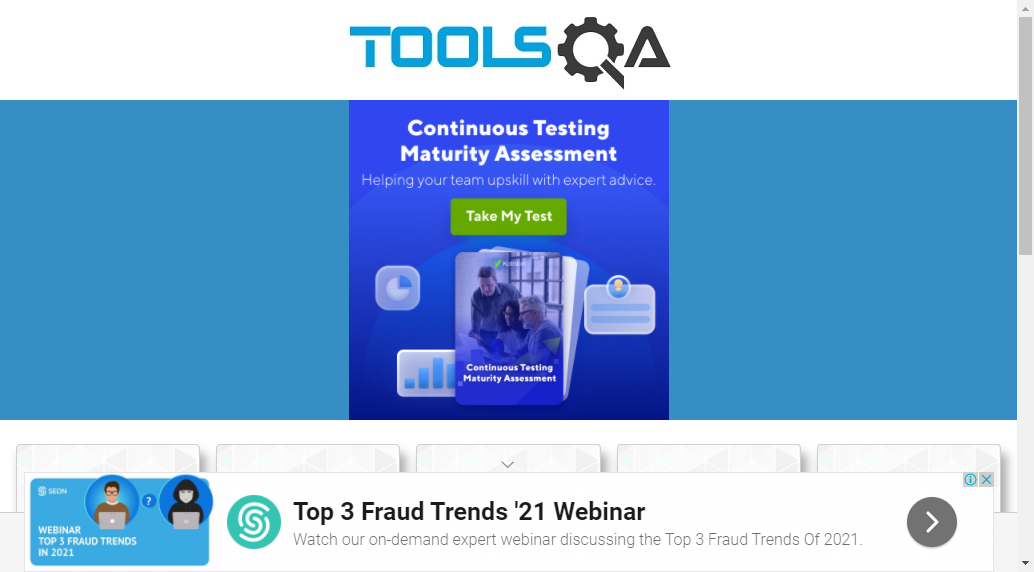 TOOLSQA
Continuous Testing
Maturity Assessment
Helping your team upskill with expert advice.
Take My Test
Katalon
Continuous Testing
Maturity Assessment
SEON
?
WEBINAR
TOP 3 FRAUD TRENDS
IN 2021
Top 3 Fraud Trends '21 Webinar
Watch our on-demand expert webinar discussing the Top 3 Fraud Trends Of 2021.